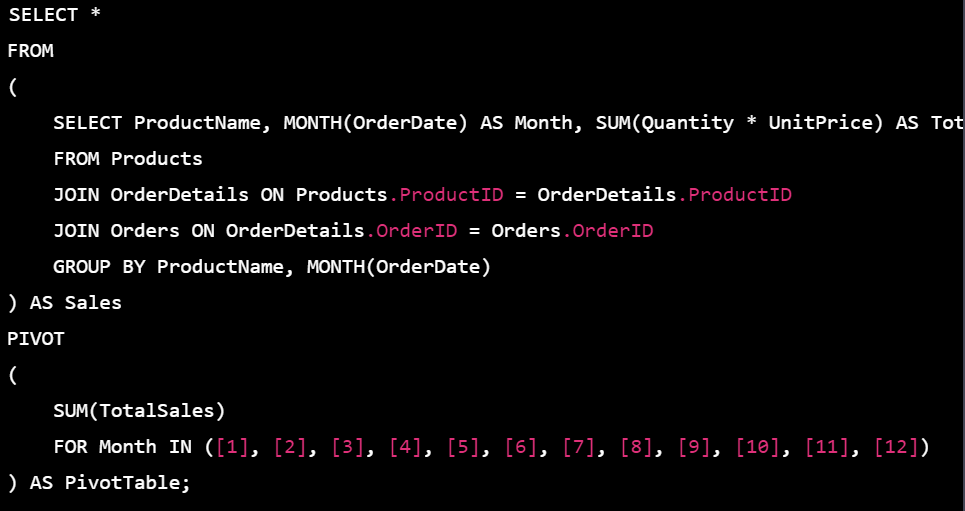 SELECT *
FROM
(
    SELECT ProductName, MONTH(OrderDate) AS Month, SUM(Quantity * UnitPrice) AS Tot
    FROM Products
    JOIN OrderDetails ON Products.ProductID = OrderDetails.ProductID
    JOIN Orders ON OrderDetails.OrderID = Orders.OrderID
    GROUP BY ProductName, MONTH(OrderDate)
) AS Sales
PIVOT
(
    SUM(TotalSales)
    FOR Month IN ([1], [2], [3], [4], [5], [6], [7], [8], [9], [10], [11], [12])
) AS PivotTable;